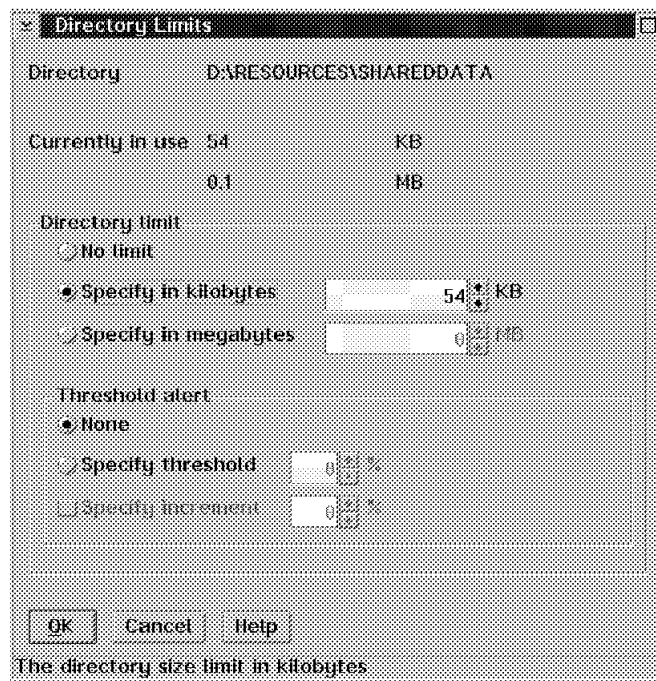 Directory Limits
Directory D:\RESOURCES\SHAREDDATA
Currently in use 54 KB
0.1 MB
Directory limit
No limit
Specify in kilobytes 54 KB
Specify in megabytes 0 MB
Threshold alert
None
Specify threshold 0 %
Specify increment 0 %
OK Cancel Help
The directory size limit in kilobytes